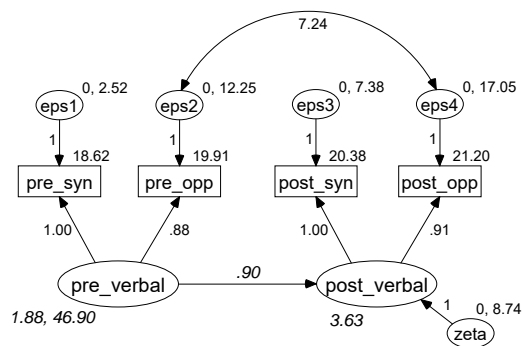 7.24
0, 2.52
0, 12.25
0, 7.38
0, 17.05
eps1
eps2
eps3
eps4
1
1
1
1
18.62
19.91
20.38
21.20
pre_syn
pre_opp
post_syn
post_opp
1.00
.88
1.00
.91
.90
pre_verbal
post_verbal
1.88, 46.90
3.63
1
0, 8.74
zeta